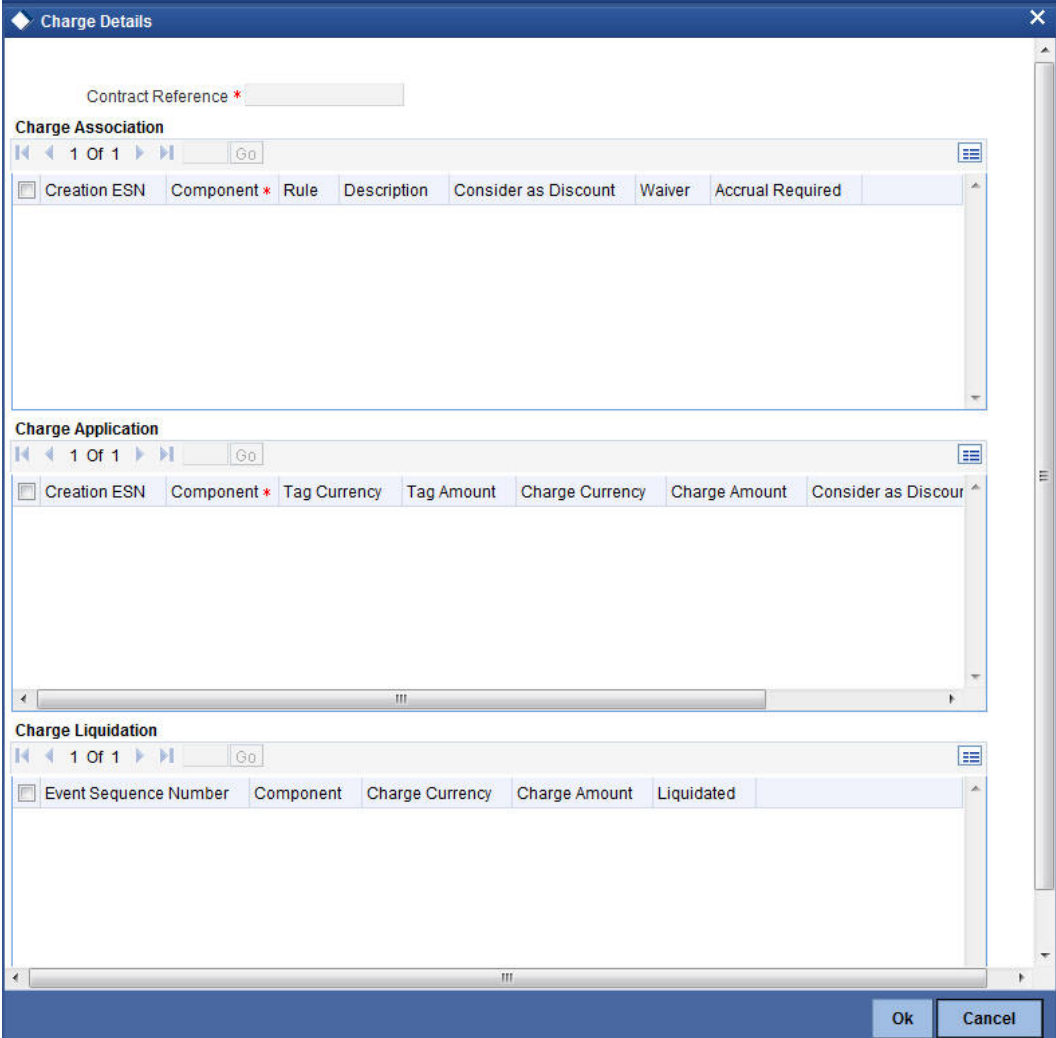 Charge Details
Contract Reference *
Charge Association
1 Of 1 Go
Creation ESN Component * Rule Description Consider as Discount Waiver Accrual Required
Charge Application
1 Of 1 Go
Creation ESN Component * Tag Currency Tag Amount Charge Currency Charge Amount Consider as Discour
Charge Liquidation
1 Of 1 Go
Event Sequence Number Component Charge Currency Charge Amount Liquidated
Ok Cancel